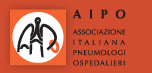 AIPO
ASSOCIAZIONE
ITALIANA
PNEUMOLOGI
OSPEDALIERI